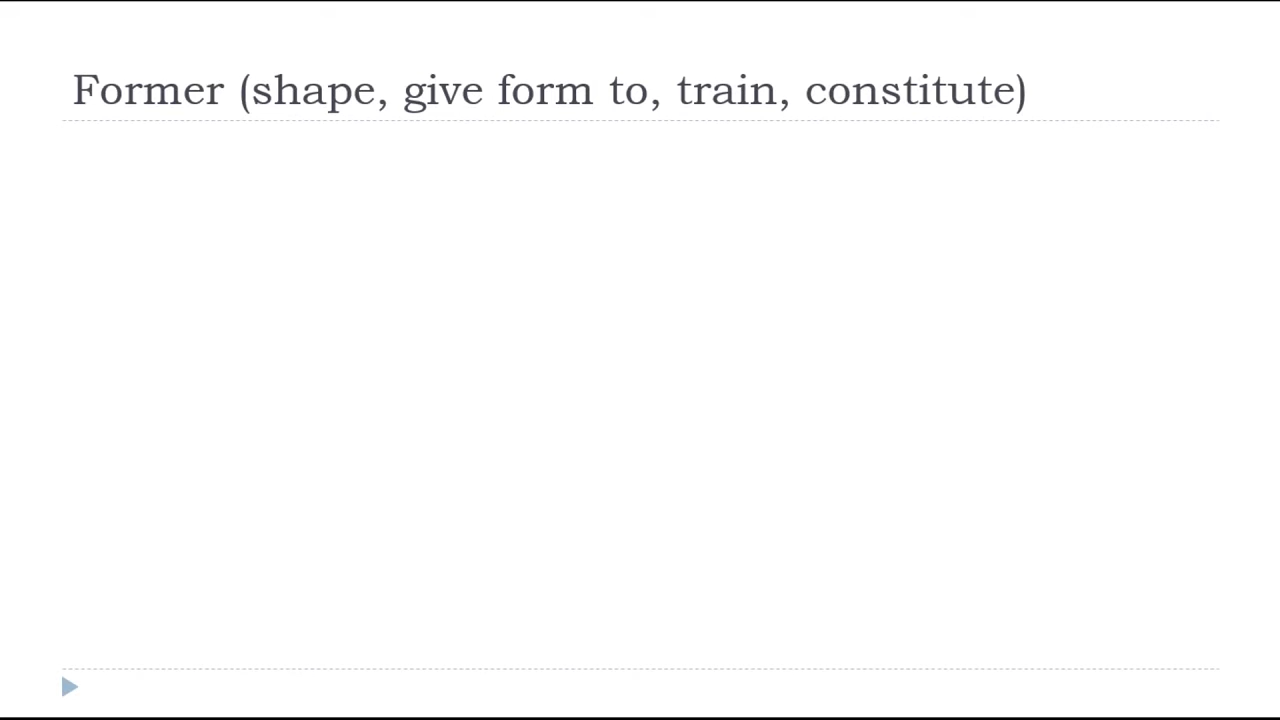 Former (shape, give form to, train, constitute)